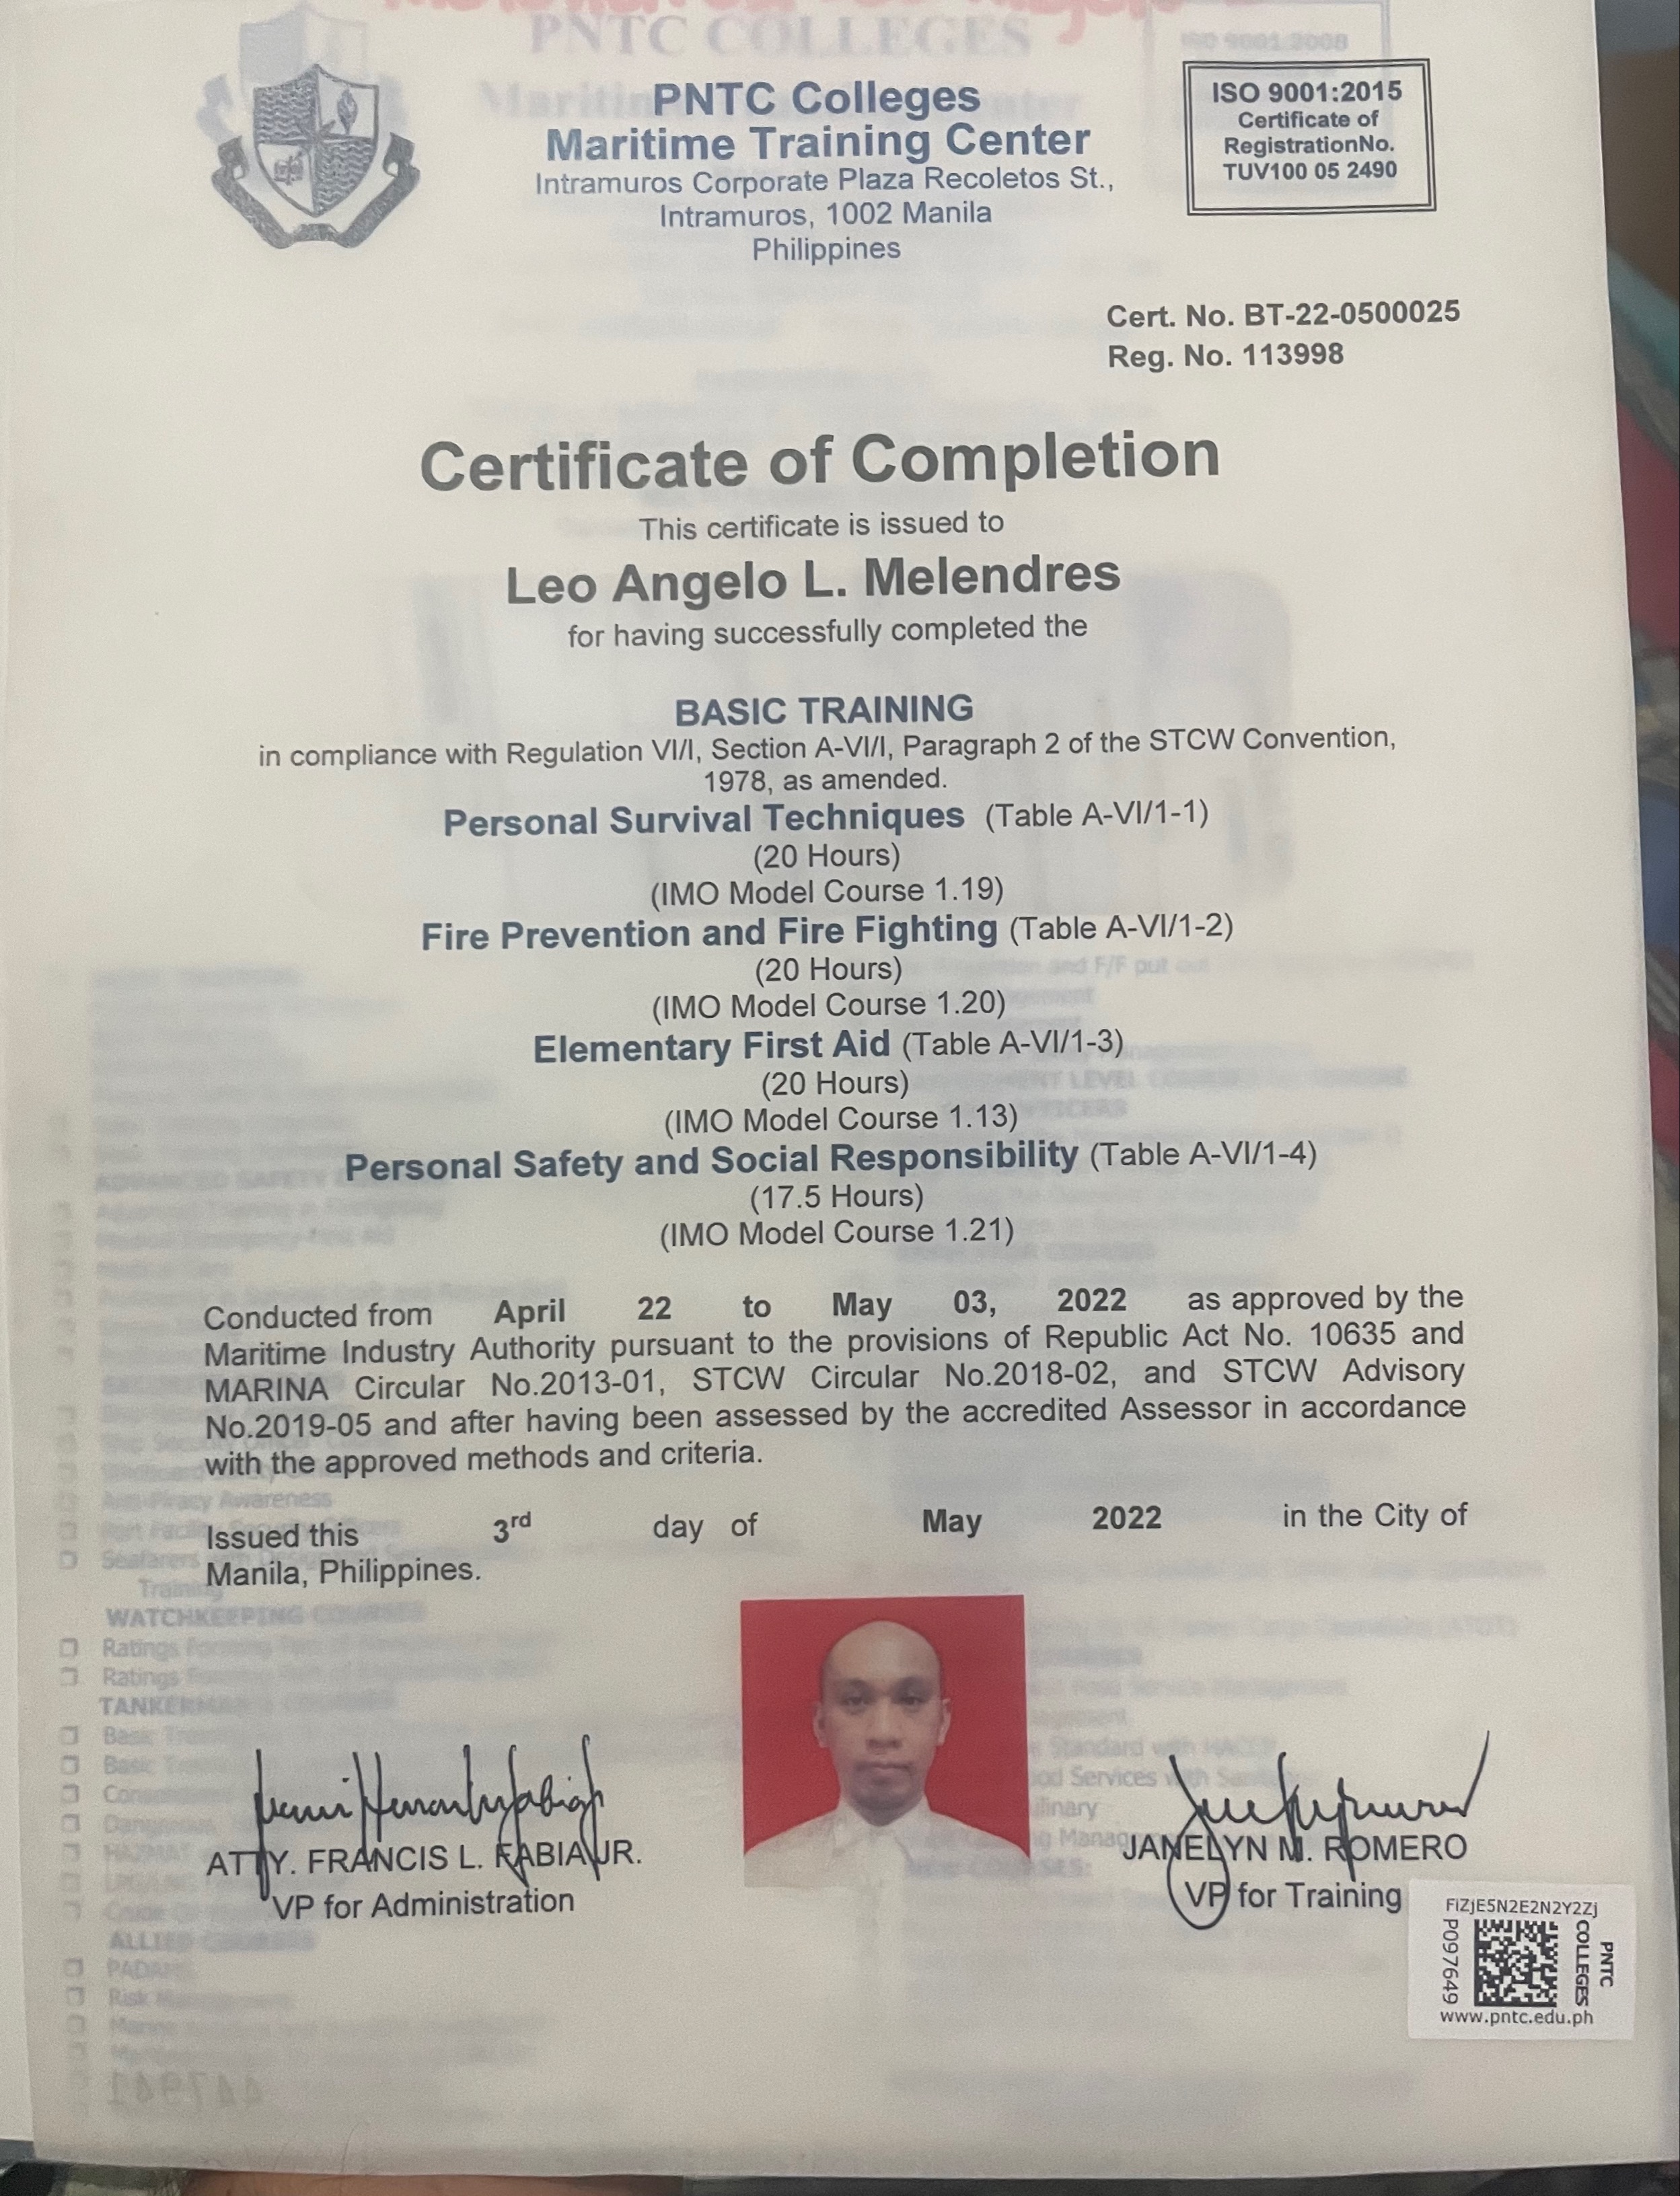 PNTC COLLEGES
ISO 9001:2008
PNTC Colleges
Maritime Training Center
Intramuros Corporate Plaza Recoletos St.,
Intramuros, 1002 Manila
Philippines
ISO 9001:2015
Certificate of
RegistrationNo.
TUV100 05 2490
Cert. No. BT-22-0500025
Reg. No. 113998
Certificate of Completion
This certificate is issued to
Leo Angelo L. Melendres
for having successfully completed the
BASIC TRAINING
in compliance with Regulation VI/I, Section A-VI/I, Paragraph 2 of the STCW Convention,
1978, as amended.
Personal Survival Techniques (Table A-VI/1-1)
(20 Hours)
(IMO Model Course 1.19)
Fire Prevention and Fire Fighting (Table A-VI/1-2)
(20 Hours)
(IMO Model Course 1.20)
Elementary First Aid (Table A-VI/1-3)
(20 Hours)
(IMO Model Course 1.13)
Personal Safety and Social Responsibility (Table A-VI/1-4)
(17.5 Hours)
(IMO Model Course 1.21)
Conducted from April 22 to May 03, 2022 as approved by the
Maritime Industry Authority pursuant to the provisions of Republic Act No. 10635 and
MARINA Circular No.2013-01, STCW Circular No.2018-02, and STCW Advisory
No.2019-05 and after having been assessed by the accredited Assessor in accordance
with the approved methods and criteria.
Issued this 3rd day of May 2022 in the City of
Manila, Philippines.
WATCHKEEPING COURSES
ATTY. FRANCIS L. FABIA JR.
VP for Administration
JANELYN M. ROMERO
VP for Training
FiZjE5N2E2N2Y2Zj
P097649
PNTC
COLLEGES
www.pntc.edu.ph